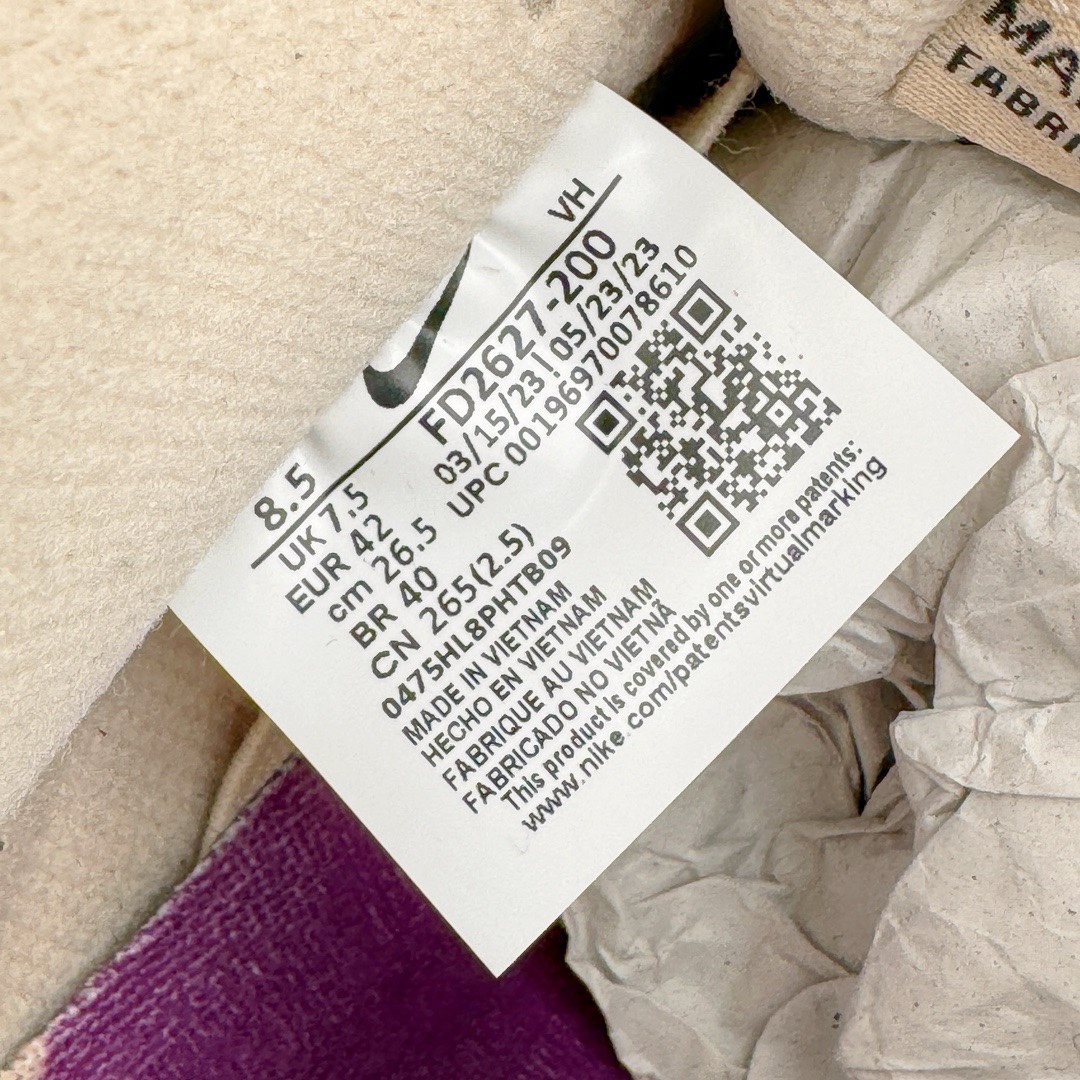 VH
8.5
UK 7.5
EUR 42
cm 26.5
BR 40
CN 265(2.5)
FD2627-200
03/15/23 | 05/23/23
UPC 00196970078610
0475HL8PHTB09
MADE IN VIETNAM
HECHO EN VIETNAM
FABRIQUE AU VIETNAM
FABRICADO NO VIETNÃ
This product is covered by one or more patents:
www.nike.com/patentsvirtualmarking
MA
FABRI